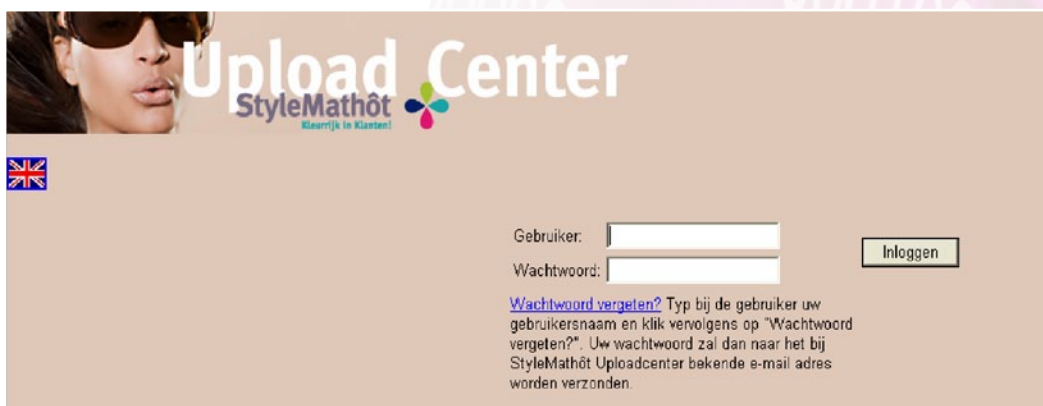 Upload Center
StyleMathôt
Kleurrijk in Klanten!
Gebruiker:
Inloggen
Wachtwoord:
Wachtwoord vergeten? Typ bij de gebruiker uw
gebruikersnaam en klik vervolgens op "Wachtwoord
vergeten?". Uw wachtwoord zal dan naar het bij
StyleMathôt Uploadcenter bekende e-mail adres
worden verzonden.